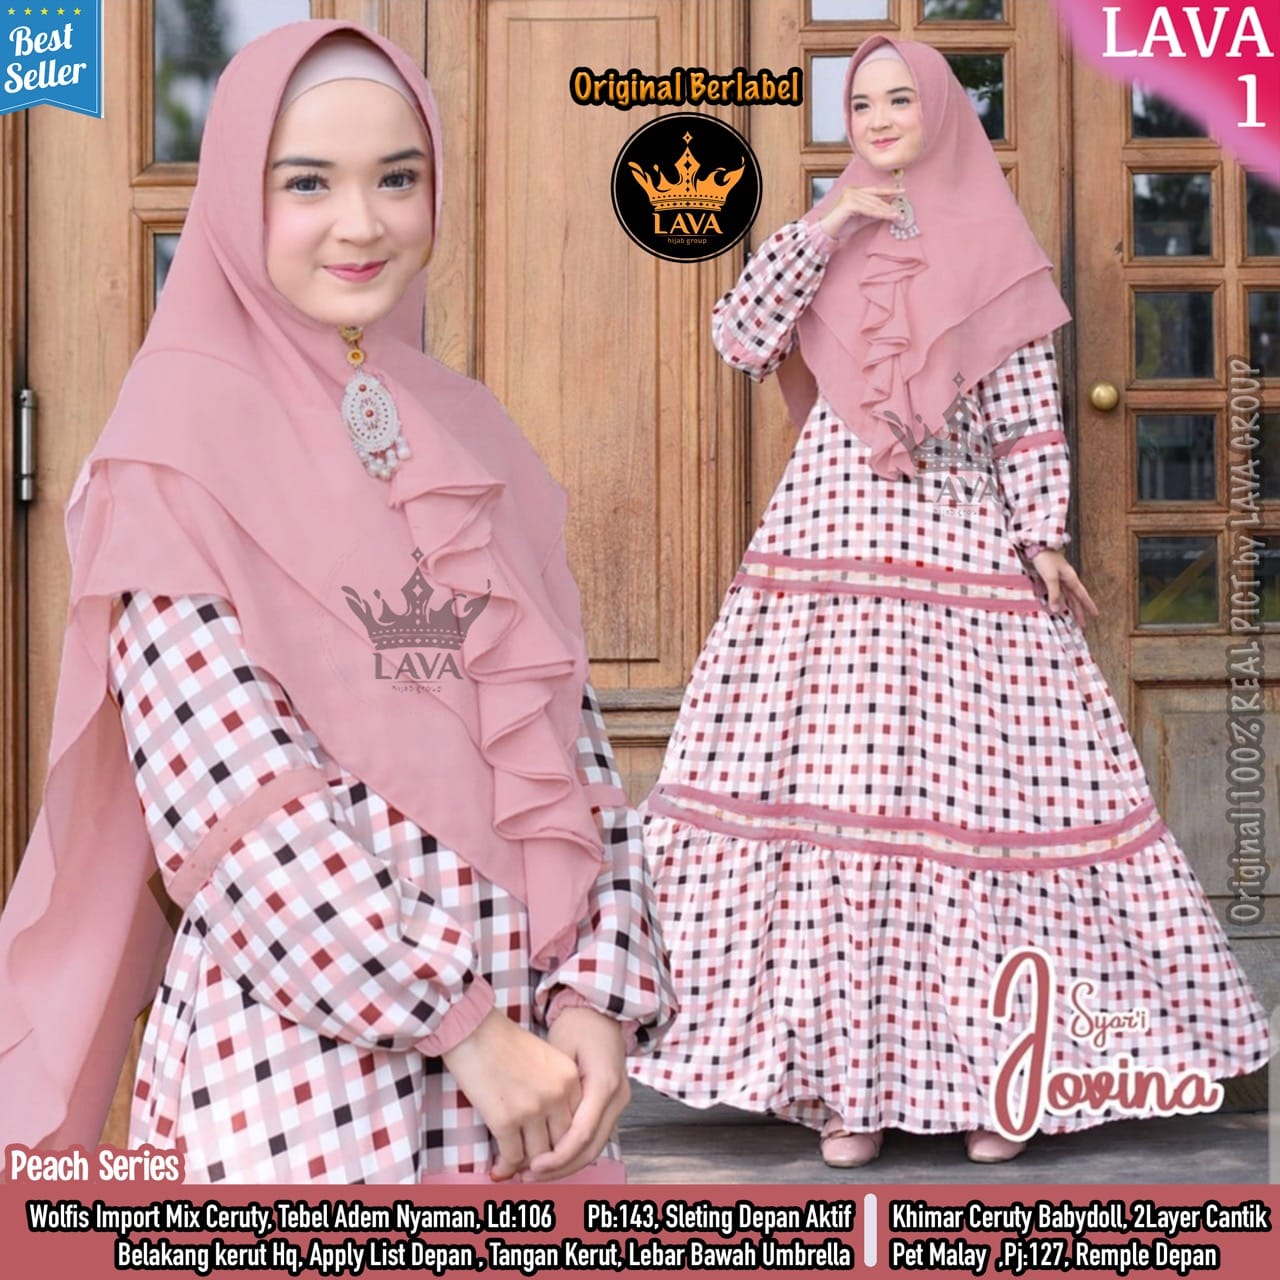 Best
Seller
Original Berlabel
LAVA
hijab group
LAVA
1
LAVA
hijab group
LAVA
hijab group
Original 100% REAL PICT by LAVA GROUP
Syar'i
Jovina
Peach Series
Wolfis Import Mix Ceruty, Tebel Adem Nyaman, Ld:106 Pb:143, Sleting Depan Aktif
Belakang kerut Hq, Apply List Depan , Tangan Kerut, Lebar Bawah Umbrella
Khimar Ceruty Babydoll, 2Layer Cantik
Pet Malay ,Pj:127, Remple Depan